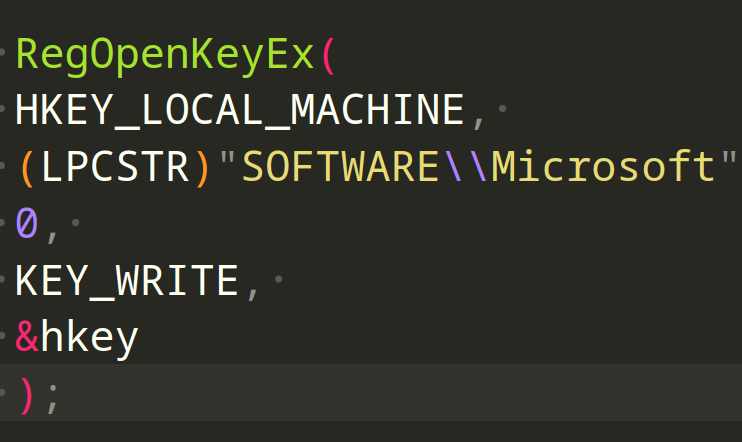 RegOpenKeyEx(
HKEY_LOCAL_MACHINE,
(LPCSTR)"SOFTWARE\\Microsoft"
0,
KEY_WRITE,
&hkey
);